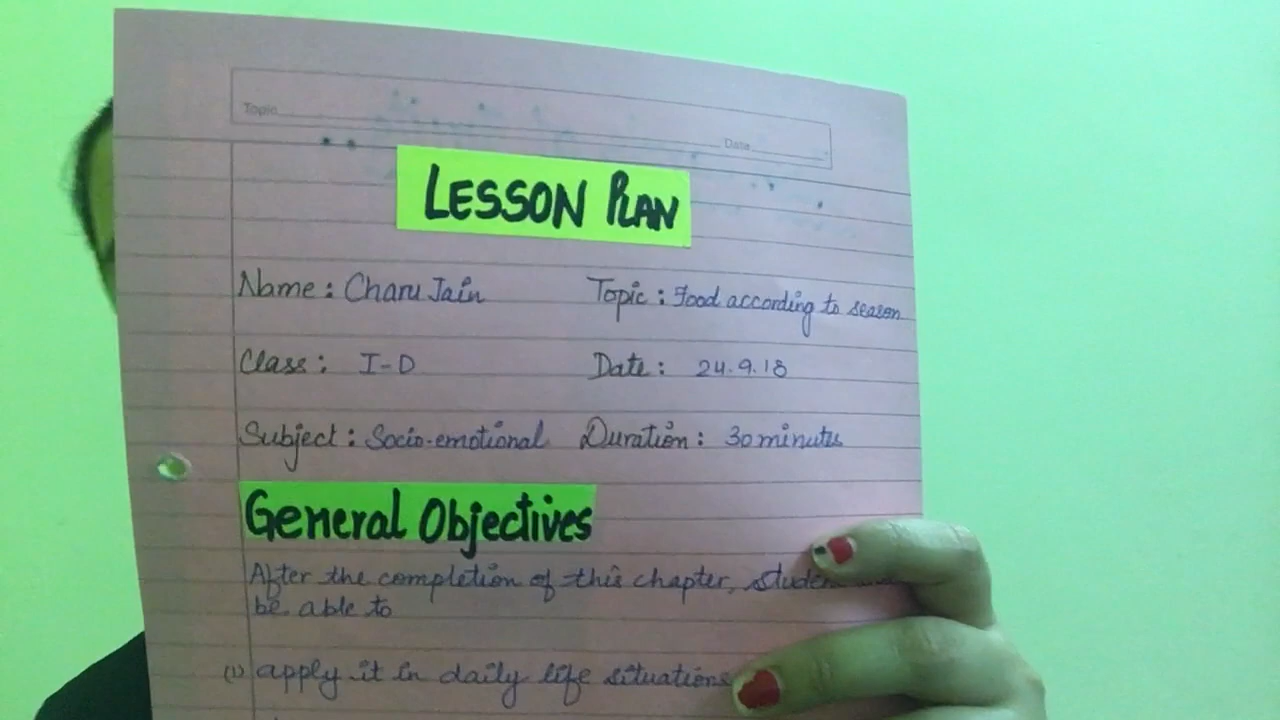 Topic Date
LESSON PLAN
Name: Charu Jain Topic: Food according to season
Class: I-D Date: 24.9.18
Subject: Socio-emotional Duration: 30 minutes
General Objectives
After the completion of this chapter,
be able to
(1) apply it in daily life situations